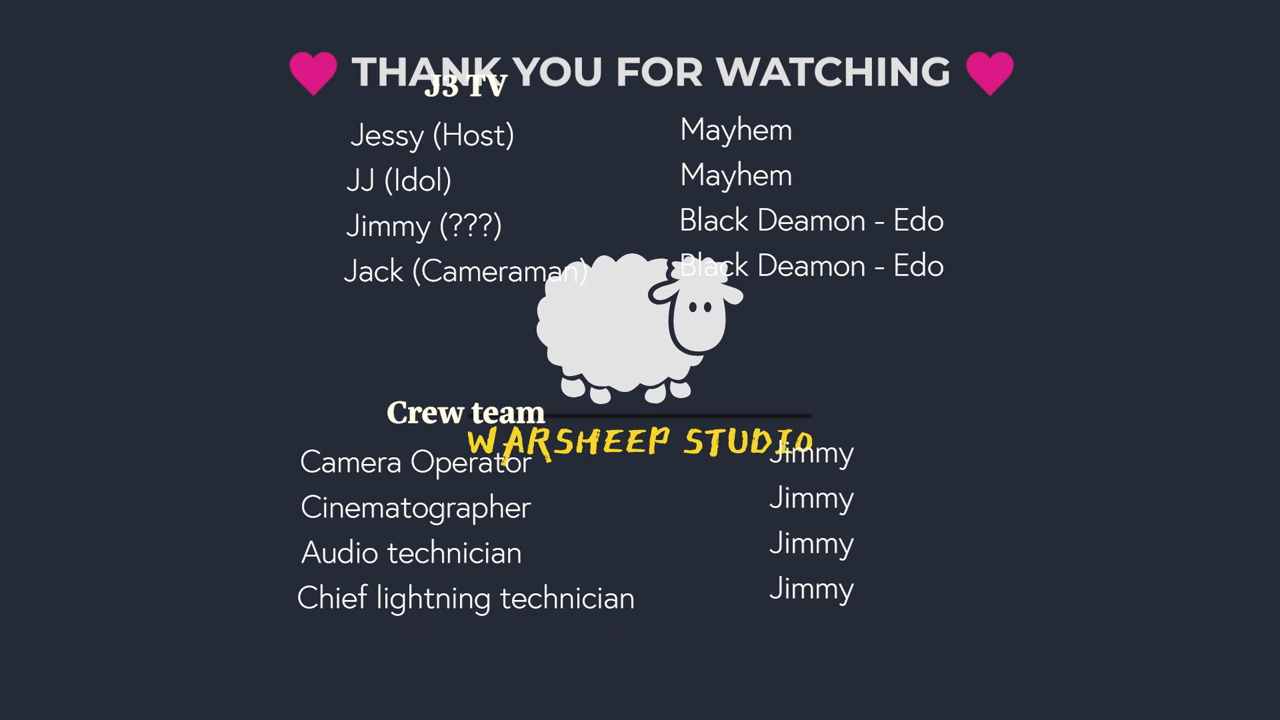 THANK YOU FOR WATCHING
J3 TV
Jessy (Host) Mayhem
JJ (Idol) Mayhem
Jimmy (???) Black Deamon - Edo
Jack (Cameraman) Black Deamon - Edo
Crew team
WARSHEEP STUDIO
Camera Operator Jimmy
Cinematographer Jimmy
Audio technician Jimmy
Chief lightning technician Jimmy